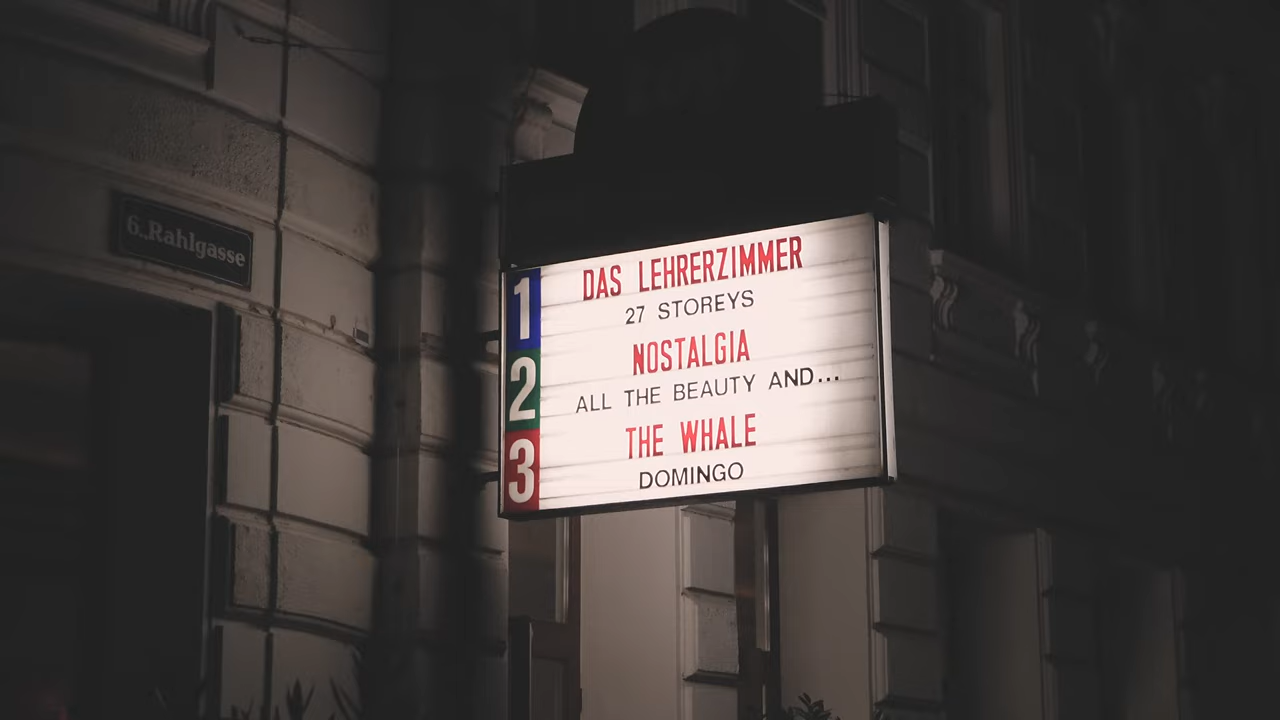 6.,Rahlgasse
1
DAS LEHRERZIMMER
27 STOREYS
2
NOSTALGIA
ALL THE BEAUTY AND...
3
THE WHALE
DOMINGO